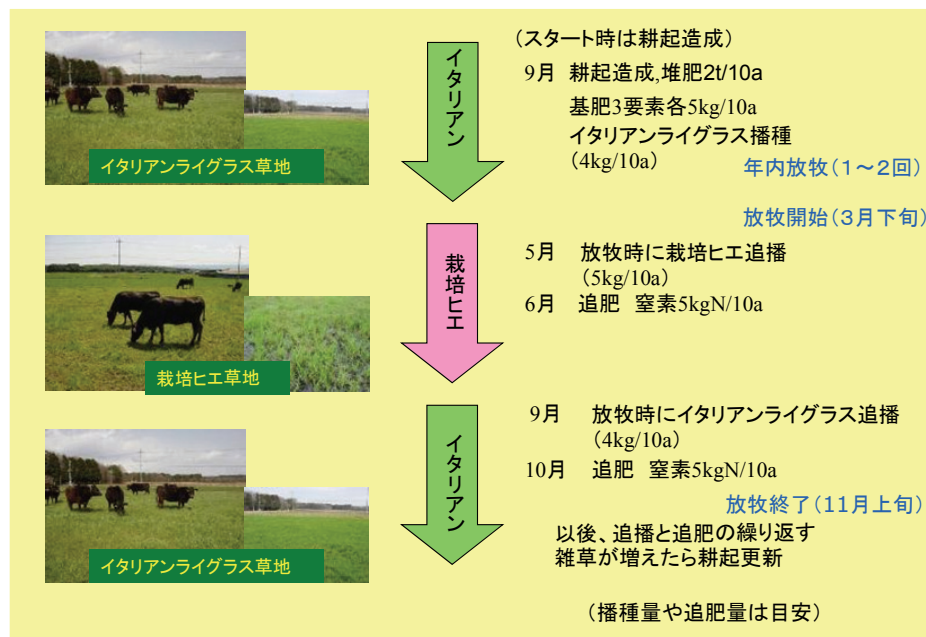 イタリアンライグラス草地
イタリアン
（スタート時は耕起造成）
9月 耕起造成,堆肥2t/10a
基肥3要素各5kg/10a
イタリアンライグラス播種
（4kg/10a）
年内放牧（１～２回）
放牧開始（３月下旬）
栽培ヒエ草地
栽培ヒエ
5月 放牧時に栽培ヒエ追播
（5kg/10a）
6月 追肥 窒素5kgN/10a
イタリアンライグラス草地
イタリアン
9月 放牧時にイタリアンライグラス追播
（4kg/10a）
10月 追肥 窒素5kgN/10a
放牧終了（11月上旬）
以後、追播と追肥の繰り返す
雑草が増えたら耕起更新
（播種量や追肥量は目安）